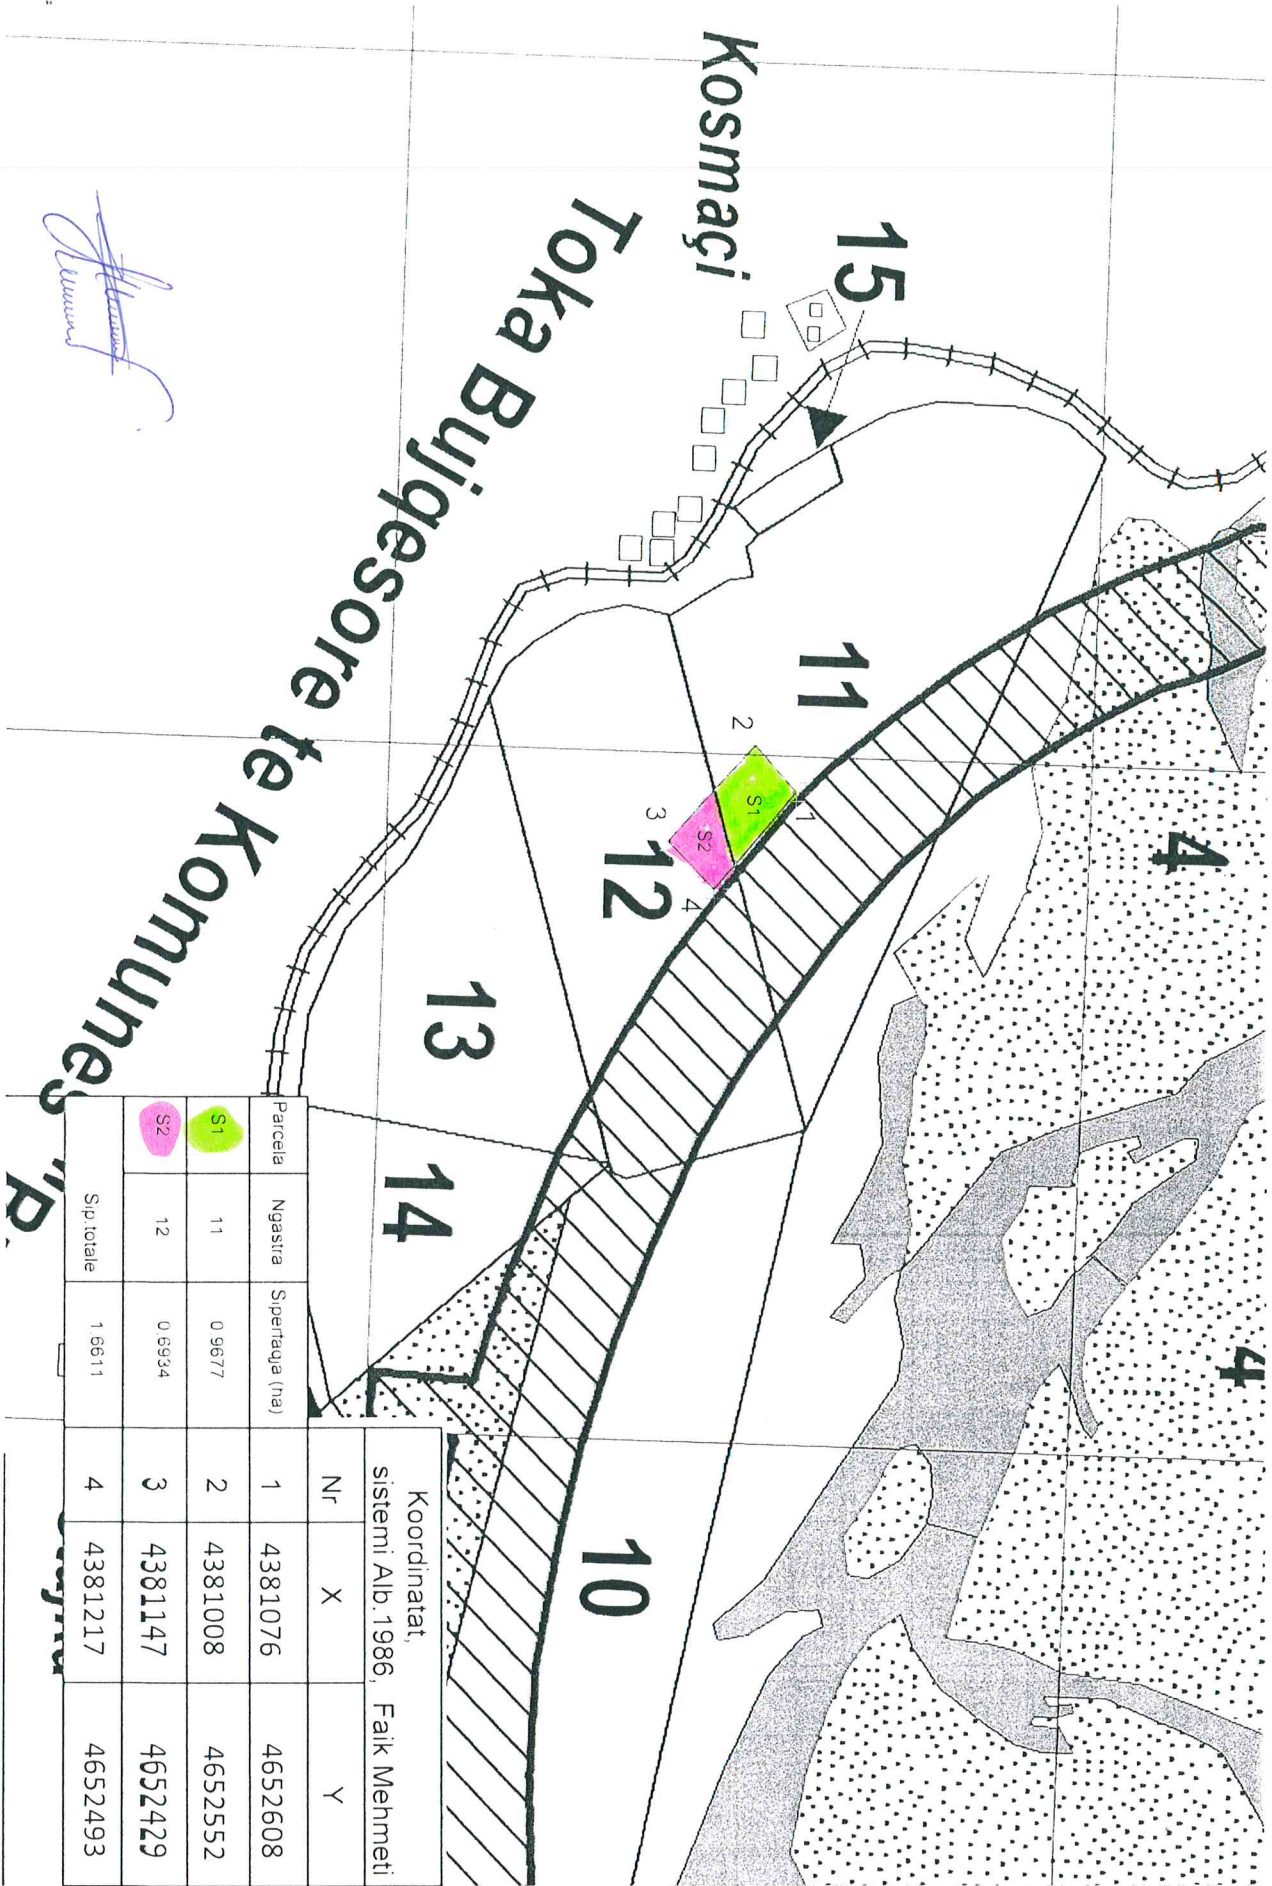 Kosmaçi
15
Toka Bujqesore te Komunes "P
11
12
13
14
10
4
4
2
1
3
4
S1
S2
Parcela Ngastra Siperfaqja (ha)
S1 11 0.9677
S2 12 0.6934
Sip.totale 1.6611
Koordinatat,
sistemi Alb.1986, Faik Mehmeti
Nr X Y
1 4381076 4652608
2 4381008 4652552
3 4381147 4652429
4 4381217 4652493